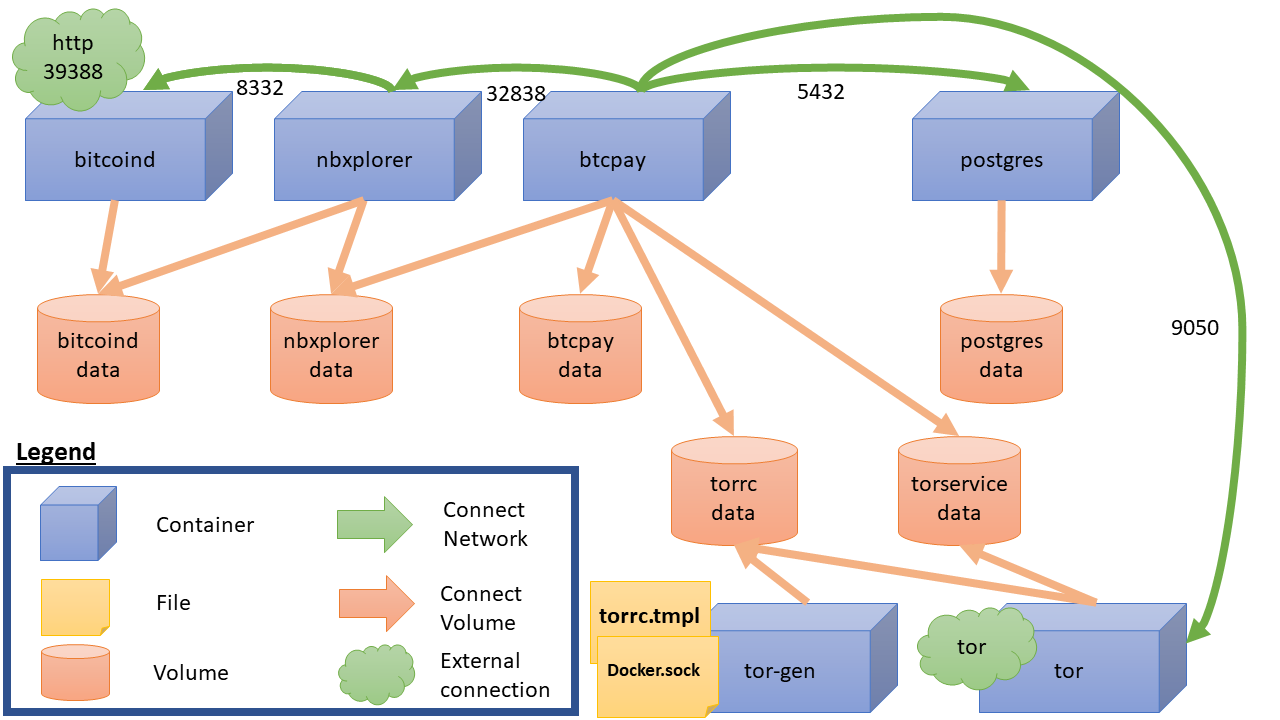 http
39388
8332
32838
5432
bitcoind
nbxplorer
btcpay
postgres
9050
bitcoind
data
nbxplorer
data
btcpay
data
postgres
data
torrc
data
torservice
data
Legend
Container
Connect
Network
File
Connect
Volume
Volume
External
connection
torrc.tmpl
Docker.sock
tor-gen
tor
tor